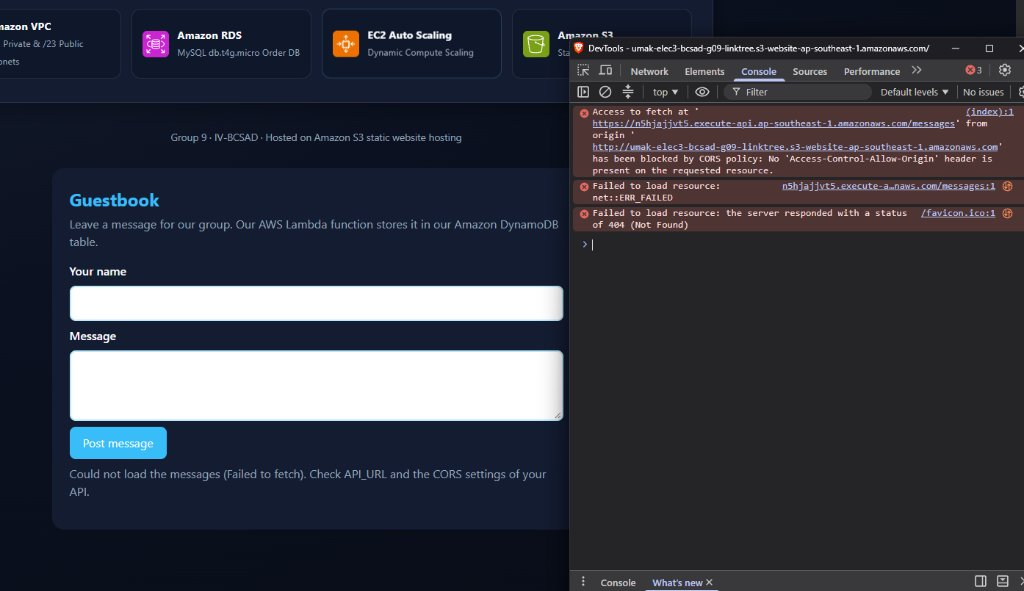 mazon VPC
Private & /23 Public
onets
Amazon RDS
MySQL db.t4g.micro Order DB
EC2 Auto Scaling
Dynamic Compute Scaling
Amazon S3
Sta
Group 9 · IV-BCSAD · Hosted on Amazon S3 static website hosting
Guestbook
Leave a message for our group. Our AWS Lambda function stores it in our Amazon DynamoDB
table.
Your name
Message
Post message
Could not load the messages (Failed to fetch). Check API_URL and the CORS settings of your
API.
DevTools - umak-elec3-bcsad-g09-linktree.s3-website-ap-southeast-1.amazonaws.com/
Network Elements Console Sources Performance 3
top Filter Default levels No issues
Access to fetch at ' (index):1
https://n5hjajjvt5.execute-api.ap-southeast-1.amazonaws.com/messages' from
origin '
http://umak-elec3-bcsad-g09-linktree.s3-website-ap-southeast-1.amazonaws.com'
has been blocked by CORS policy: No 'Access-Control-Allow-Origin' header is
present on the requested resource.
Failed to load resource: n5hjajjvt5.execute-a…naws.com/messages:1
net::ERR_FAILED
Failed to load resource: the server responded with a status /favicon.ico:1
of 404 (Not Found)
Console What's new